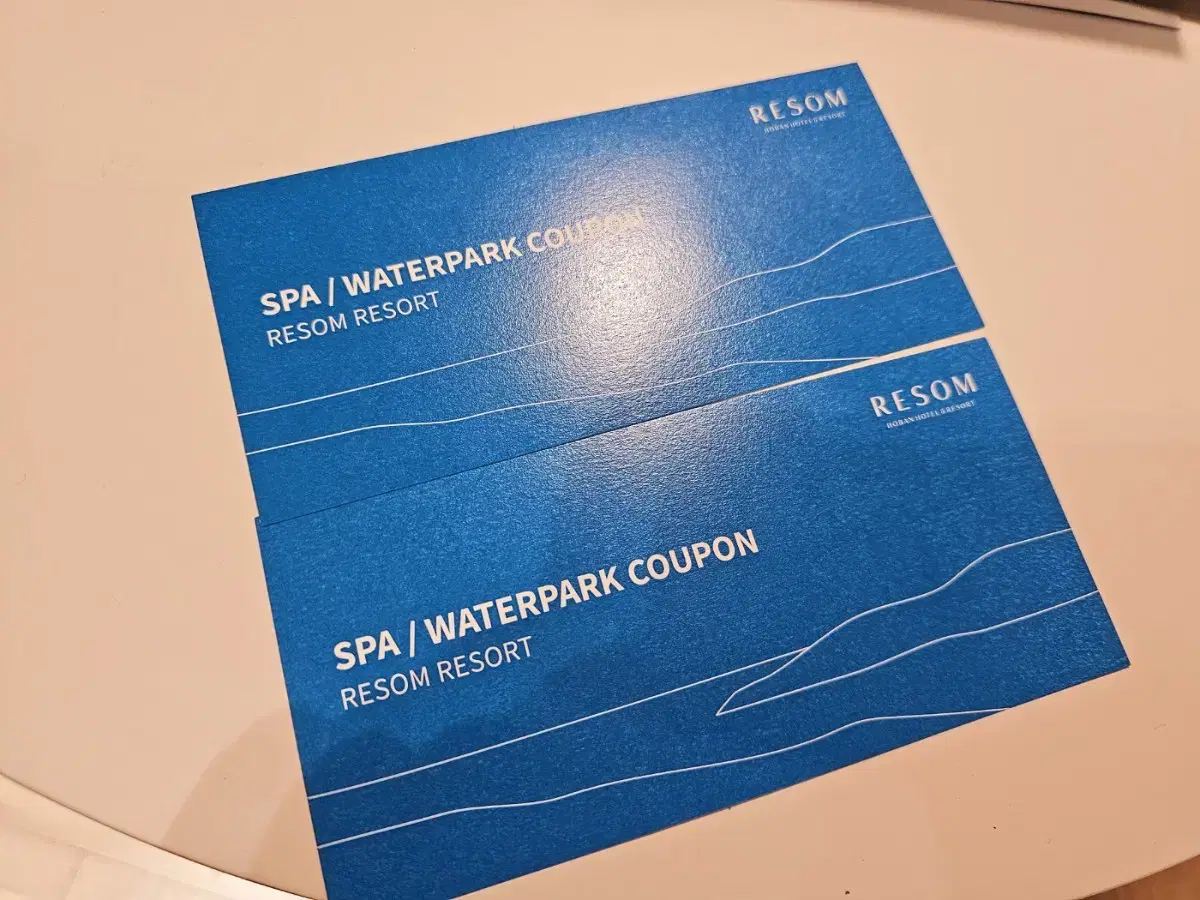 RESOM
HOBAN HOTEL & RESORT
SPA / WATERPARK COUPON
RESOM RESORT
RESOM
HOBAN HOTEL & RESORT
SPA / WATERPARK COUPON
RESOM RESORT